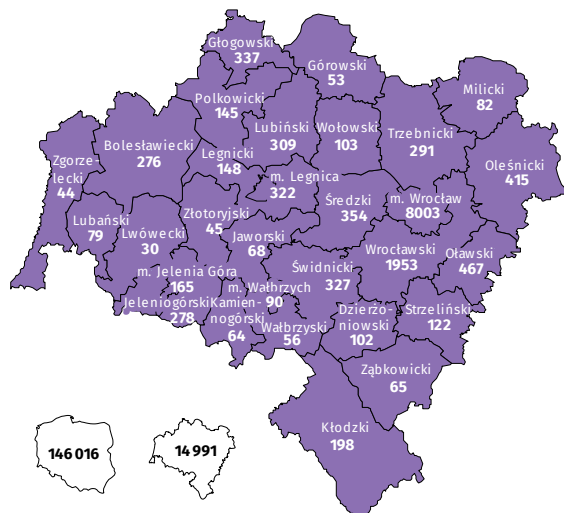 Głogowski
337
Górowski
53
Milicki
82
Polkowicki
145
Lubiński
309
Wołowski
103
Trzebnicki
291
Bolesławiecki
276
Zgorze-
lecki
44
Legnicki
148
m. Legnica
322
Oleśnicki
415
Średzki
354
m. Wrocław
8003
Lubański
79
Lwówecki
30
Złotoryjski
45
Jaworski
68
Wrocławski
1953
Oławski
467
m. Jelenia Góra
165
Świdnicki
327
m. Wałbrzych
90
Jeleniogórski
278
Kamien-
nogórski
64
Wałbrzyski
56
Dzierżo-
niowski
102
Strzeliński
122
Ząbkowicki
65
Kłodzki
198
146 016
14 991